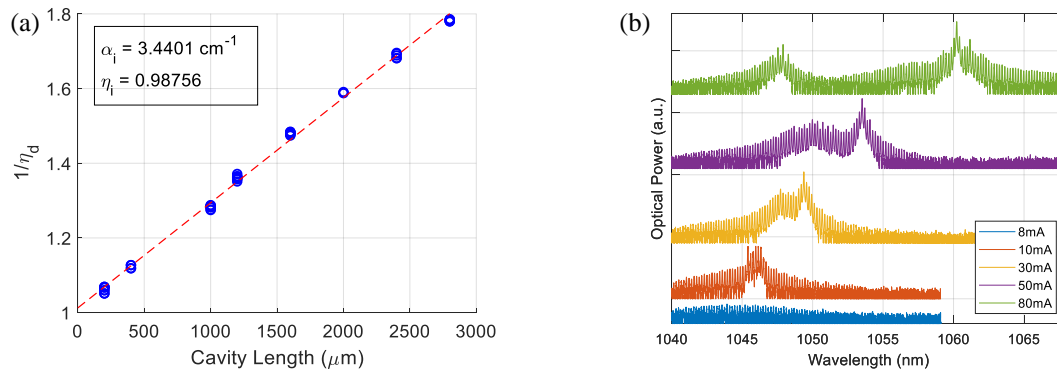 (a)
αᵢ = 3.4401 cm⁻¹
ηᵢ = 0.98756
1/η_d
1.8
1.6
1.4
1.2
1
0
500
1000
1500
2000
2500
3000
Cavity Length (μm)
(b)
Optical Power (a.u.)
8mA
10mA
30mA
50mA
80mA
1040
1045
1050
1055
1060
1065
Wavelength (nm)